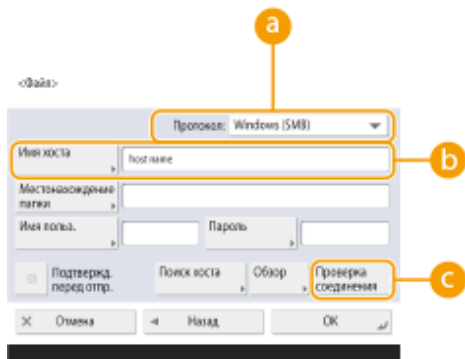 a
<Файл>
Протокол: Windows (SMB)
Имя хоста
host name
b
Местонахождение
папки
Имя польз.
Пароль
Подтвержд.
перед отпр.
Поиск хоста
Обзор
Проверка
соединения
c
Отмена
Назад
OK